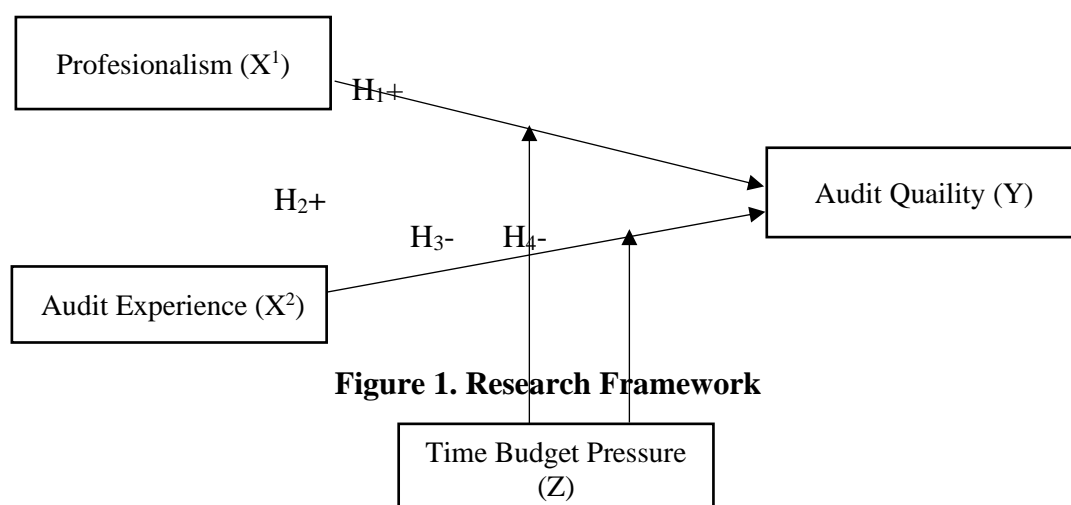 Profesionalism (X¹)
H₁+
Audit Quaility (Y)
H₂+
H₃-
H₄-
Audit Experience (X²)
Figure 1. Research Framework
Time Budget Pressure
(Z)